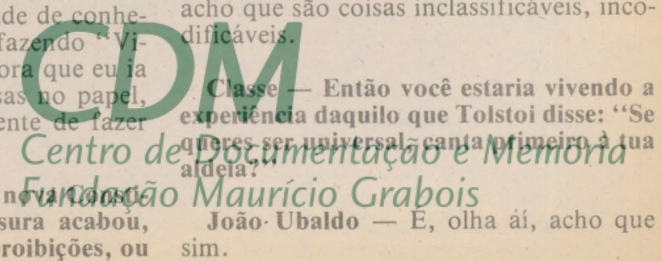 de de conhe-
fazendo "Vi-
ora que eu ia
sas no papel,
ente de fazer
nova Consti-
sura acabou,
roibições, ou
acho que são coisas inclassificáveis, inco-
dificáveis.
Classe — Então você estaria vivendo a
experiência daquilo que Tolstoi disse: "Se
queres ser universal, canta primeiro à tua
aldeia?"
João Ubaldo — É, olha aí, acho que
sim.
CDM
Centro de Documentação e Memória
Fundação Maurício Grabois